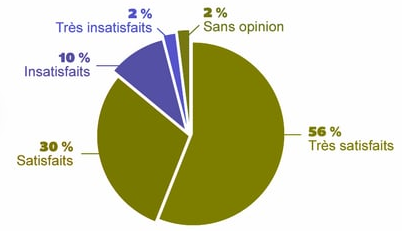 2 %
Très insatisfaits
2 %
Sans opinion
10 %
Insatisfaits
56 %
Très satisfaits
30 %
Satisfaits